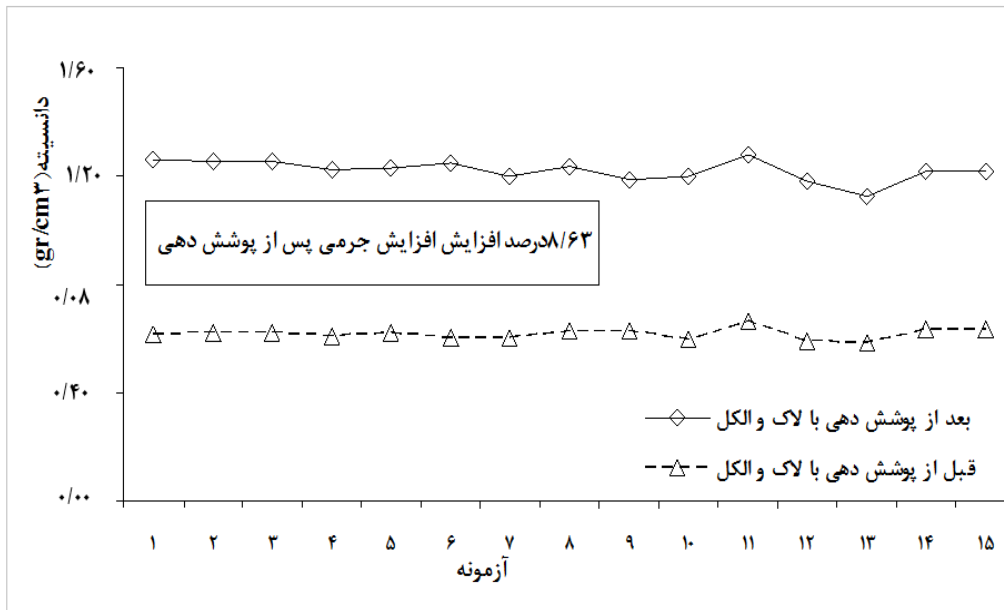 ۱/۶۰
۱/۲۰
۰/۰۸
۰/۴۰
۰/۰۰
دانسیته(gr/cm۳)
۸/۶۳درصد افزایش افزایش جرمی پس از پوشش دهی
بعد از پوشش دهی با لاک و الکل
قبل از پوشش دهی با لاک و الکل
۱ ۲ ۳ ۴ ۵ ۶ ۷ ۸ ۹ ۱۰ ۱۱ ۱۲ ۱۳ ۱۴ ۱۵
آزمونه